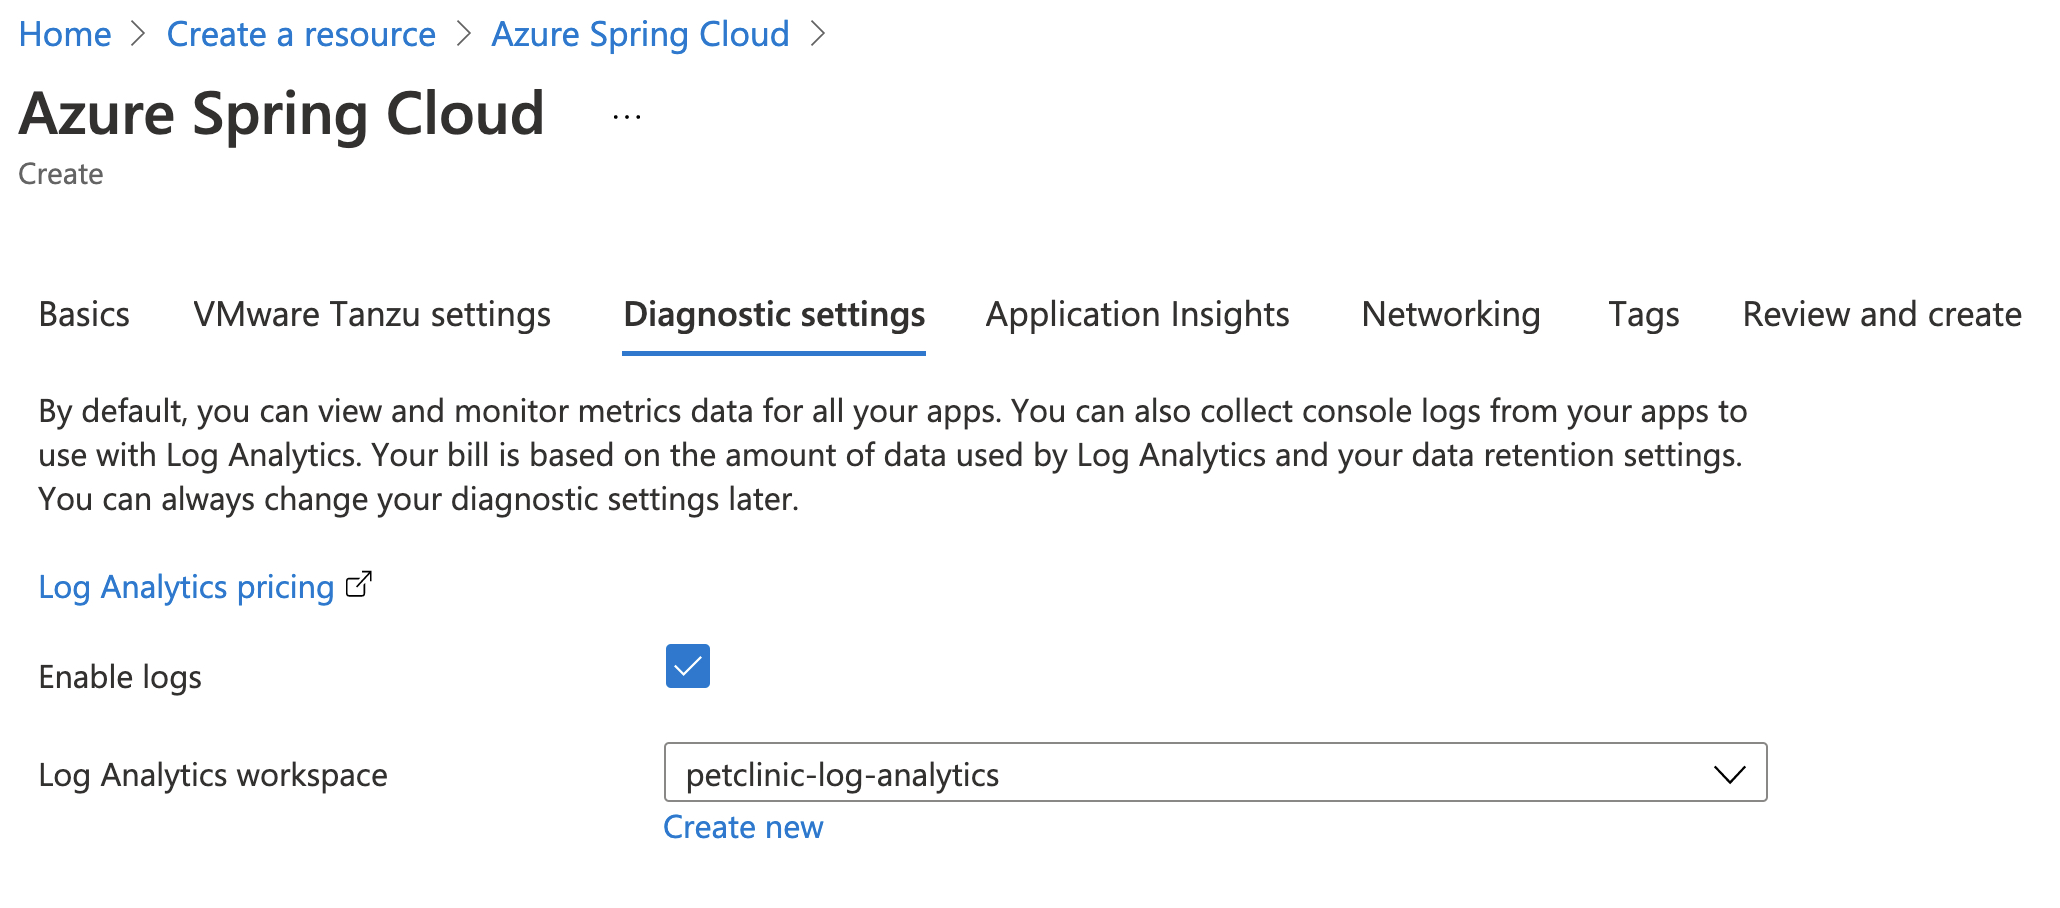 Home > Create a resource > Azure Spring Cloud >
Azure Spring Cloud ...
Create
Basics VMware Tanzu settings Diagnostic settings Application Insights Networking Tags Review and create
By default, you can view and monitor metrics data for all your apps. You can also collect console logs from your apps to
use with Log Analytics. Your bill is based on the amount of data used by Log Analytics and your data retention settings.
You can always change your diagnostic settings later.
Log Analytics pricing
Enable logs
Log Analytics workspace petclinic-log-analytics
Create new